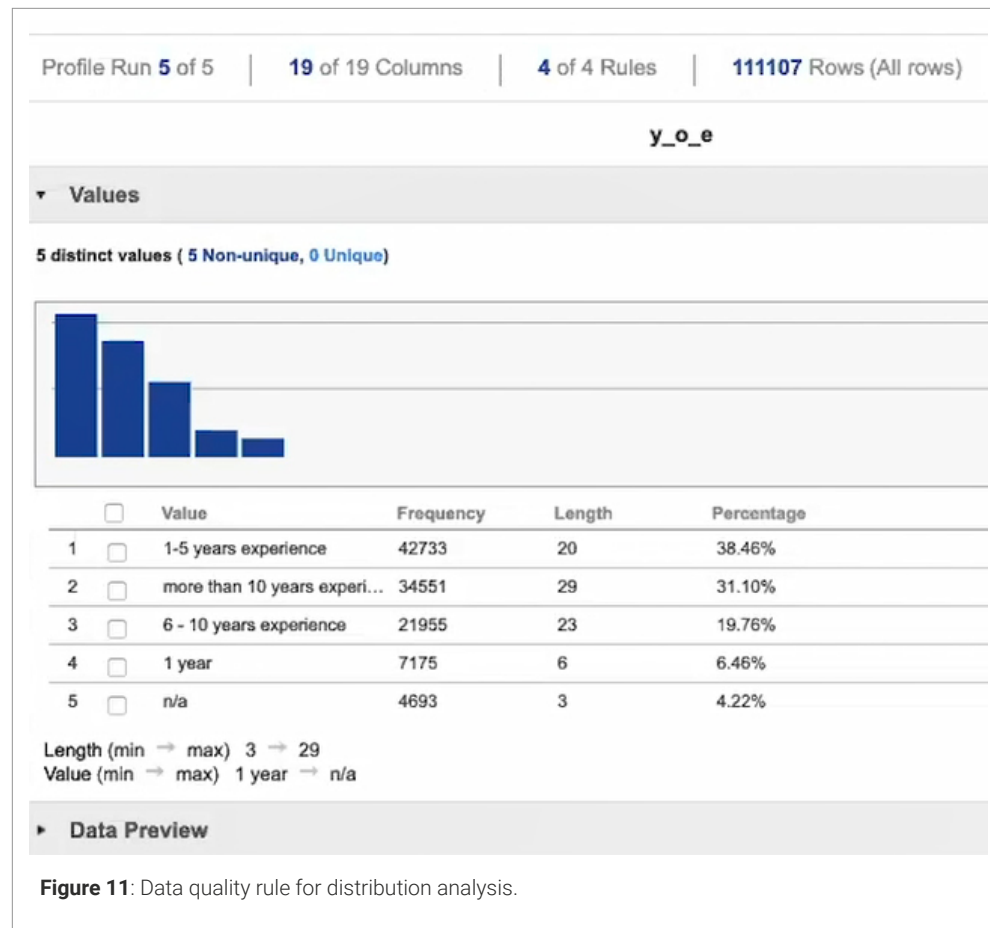 Profile Run 5 of 5 | 19 of 19 Columns | 4 of 4 Rules | 111107 Rows (All rows)
y_o_e
Values
5 distinct values ( 5 Non-unique, 0 Unique)
Value Frequency Length Percentage
1 1-5 years experience 42733 20 38.46%
2 more than 10 years experi... 34551 29 31.10%
3 6 - 10 years experience 21955 23 19.76%
4 1 year 7175 6 6.46%
5 n/a 4693 3 4.22%
Length (min → max) 3 → 29
Value (min → max) 1 year → n/a
Data Preview
Figure 11: Data quality rule for distribution analysis.